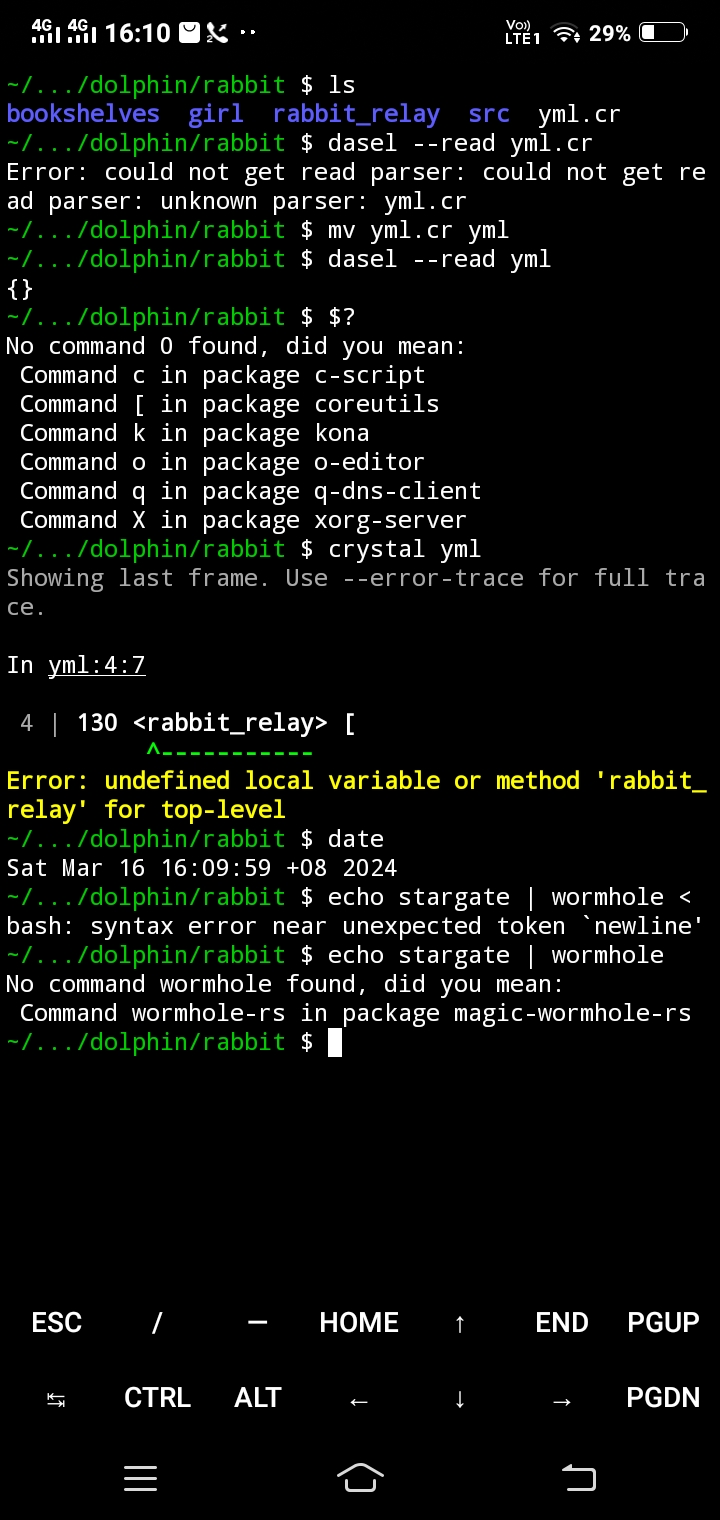 4G 4G 16:10 Vo)) LTE1 29%
~/.../dolphin/rabbit $ ls
bookshelves girl rabbit_relay src yml.cr
~/.../dolphin/rabbit $ dasel --read yml.cr
Error: could not get read parser: could not get re
ad parser: unknown parser: yml.cr
~/.../dolphin/rabbit $ mv yml.cr yml
~/.../dolphin/rabbit $ dasel --read yml
{}
~/.../dolphin/rabbit $ $?
No command 0 found, did you mean:
 Command c in package c-script
 Command [ in package coreutils
 Command k in package kona
 Command o in package o-editor
 Command q in package q-dns-client
 Command X in package xorg-server
~/.../dolphin/rabbit $ crystal yml
Showing last frame. Use --error-trace for full tra
ce.
In yml:4:7
 4 | 130 <rabbit_relay> [
^-----------
Error: undefined local variable or method 'rabbit_
relay' for top-level
~/.../dolphin/rabbit $ date
Sat Mar 16 16:09:59 +08 2024
~/.../dolphin/rabbit $ echo stargate | wormhole <
bash: syntax error near unexpected token `newline'
~/.../dolphin/rabbit $ echo stargate | wormhole
No command wormhole found, did you mean:
 Command wormhole-rs in package magic-wormhole-rs
~/.../dolphin/rabbit $
ESC / — HOME ↑ END PGUP
↹ CTRL ALT ← ↓ → PGDN